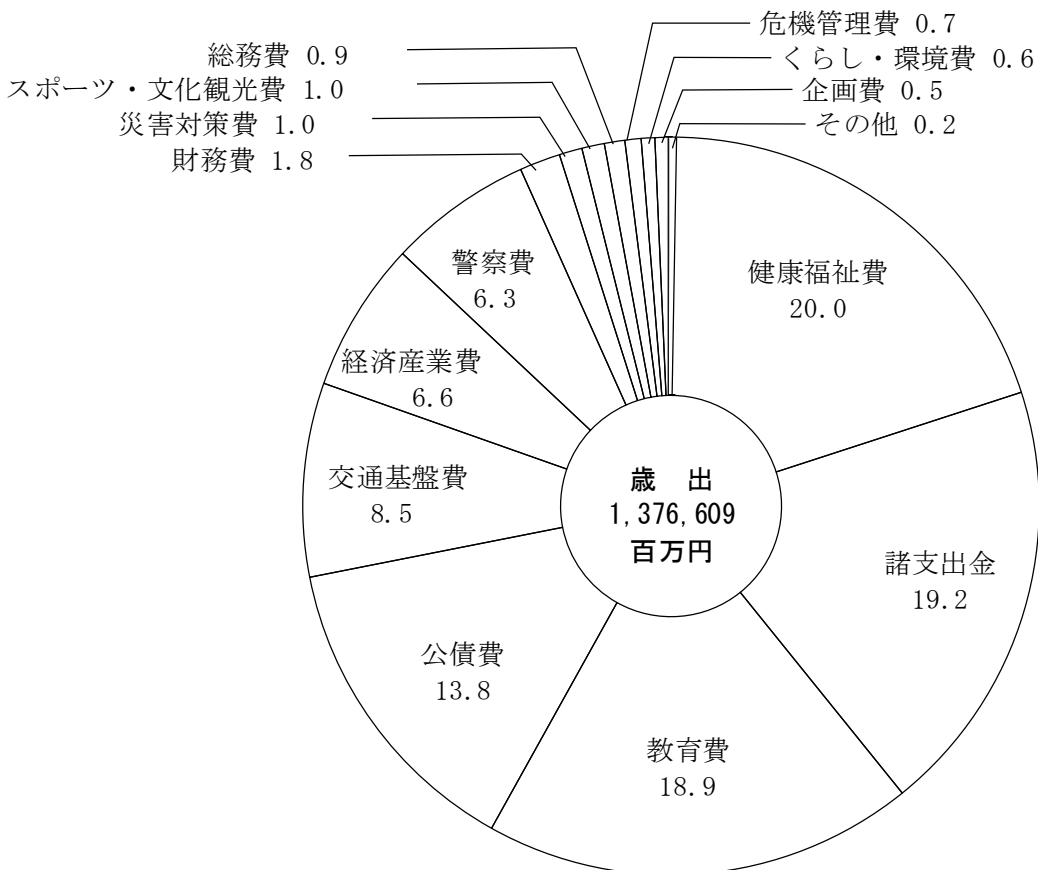 危機管理費 0.7
総務費 0.9
くらし・環境費 0.6
スポーツ・文化観光費 1.0
企画費 0.5
災害対策費 1.0
その他 0.2
財務費 1.8
警察費
6.3
健康福祉費
20.0
経済産業費
6.6
交通基盤費
8.5
歳 出
1,376,609
百万円
諸支出金
19.2
公債費
13.8
教育費
18.9